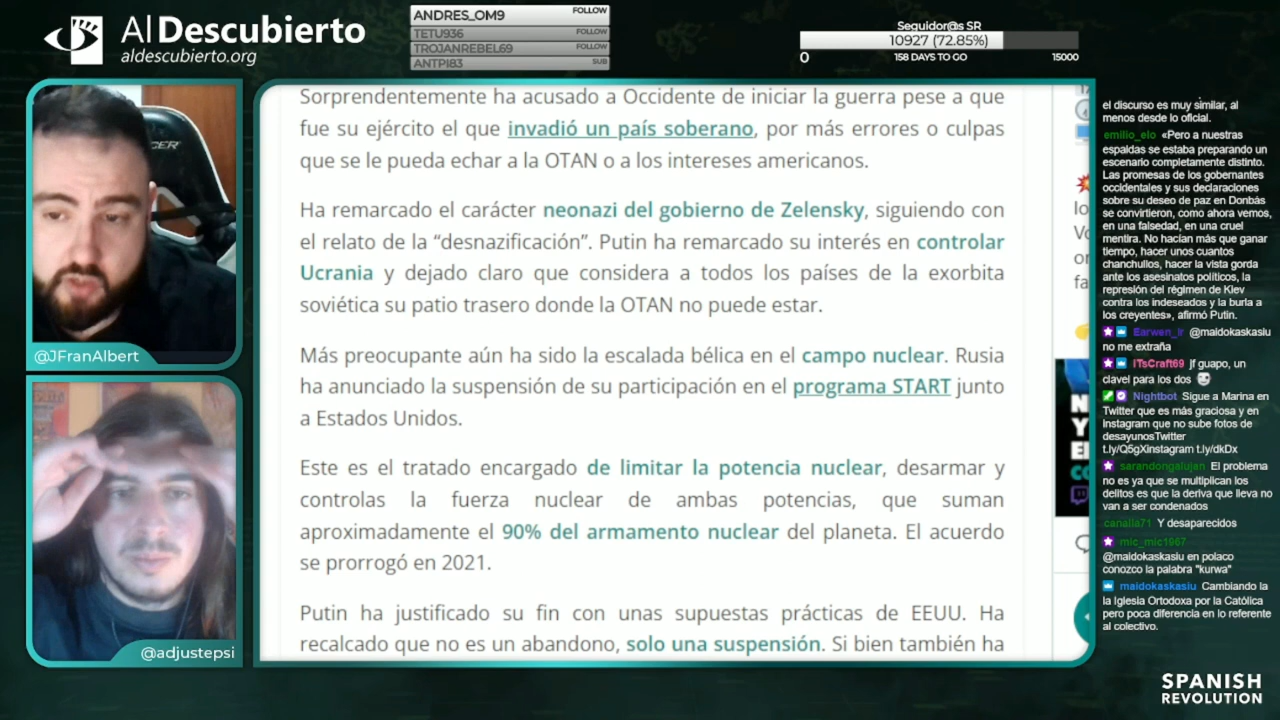 Al Descubierto
aldescubierto.org
ANDRES_OM9 FOLLOW
TETU936 FOLLOW
TROJANREBEL69 FOLLOW
ANTPI83 SUB
Seguidor@s SR
10927 (72.85%)
0 158 DAYS TO GO 15000
@JFranAlbert
@adjustepsi
Sorprendentemente ha acusado a Occidente de iniciar la guerra pese a que
fue su ejército el que invadió un país soberano, por más errores o culpas
que se le pueda echar a la OTAN o a los intereses americanos.
Ha remarcado el carácter neonazi del gobierno de Zelensky, siguiendo con
el relato de la “desnazificación”. Putin ha remarcado su interés en controlar
Ucrania y dejado claro que considera a todos los países de la exorbita
soviética su patio trasero donde la OTAN no puede estar.
Más preocupante aún ha sido la escalada bélica en el campo nuclear. Rusia
ha anunciado la suspensión de su participación en el programa START junto
a Estados Unidos.
Este es el tratado encargado de limitar la potencia nuclear, desarmar y
controlas la fuerza nuclear de ambas potencias, que suman
aproximadamente el 90% del armamento nuclear del planeta. El acuerdo
se prorrogó en 2021.
Putin ha justificado su fin con unas supuestas prácticas de EEUU. Ha
recalcado que no es un abandono, solo una suspensión. Si bien también ha
el discurso es muy similar, al
menos desde lo oficial.
emilio_elo «Pero a nuestras
espaldas se estaba preparando un
escenario completamente distinto.
Las promesas de los gobernantes
occidentales y sus declaraciones
sobre su deseo de paz en Donbás
se convirtieron, como ahora vemos,
en una falsedad, en una cruel
mentira. No hacían más que ganar
tiempo, hacer unos cuantos
chanchullos, hacer la vista gorda
ante los asesinatos políticos, la
represión del régimen de Kiev
contra los indeseados y la burla a
los creyentes», afirmó Putin.
Earwen_ir @maidokaskasiu
no me extraña
iTsCraft69 Jf guapo, un
clavel para los dos
Nightbot Sigue a Marina en
Twitter que es más graciosa y en
Instagram que no sube fotos de
desayunosTwitter
t.ly/Q5gXinstagram t.ly/dkDx
sarandongalujan El problema
no es ya que se multiplican los
delitos es que la deriva que lleva no
van a ser condenados
canalla71 Y desaparecidos
mic_mic1967
@maidokaskasiu en polaco
conozco la palabra "kurwa"
maidokaskasiu Cambiando la
la Iglesia Ortodoxa por la Católica
pero poca diferencia en lo referente
al colectivo.
SPANISH
REVOLUTION